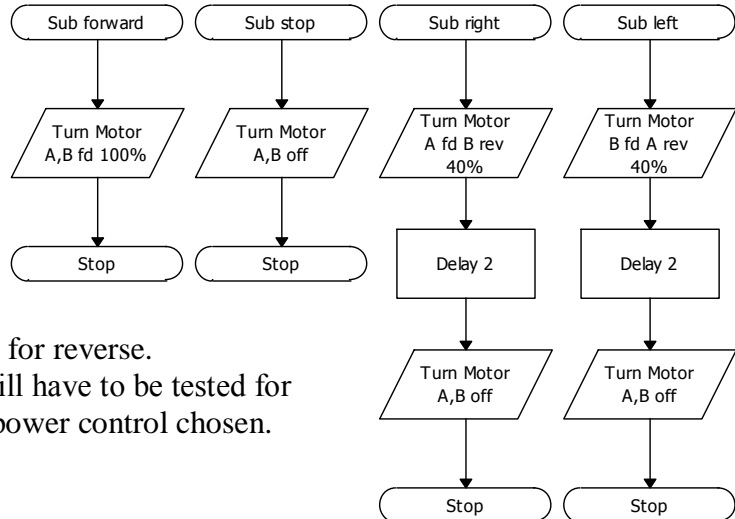 Sub forward
Turn Motor
A,B fd 100%
Stop
Sub stop
Turn Motor
A,B off
Stop
Sub right
Turn Motor
A fd B rev
40%
Delay 2
Turn Motor
A,B off
Stop
Sub left
Turn Motor
B fd A rev
40%
Delay 2
Turn Motor
A,B off
Stop
for reverse.
ill have to be tested for
power control chosen.